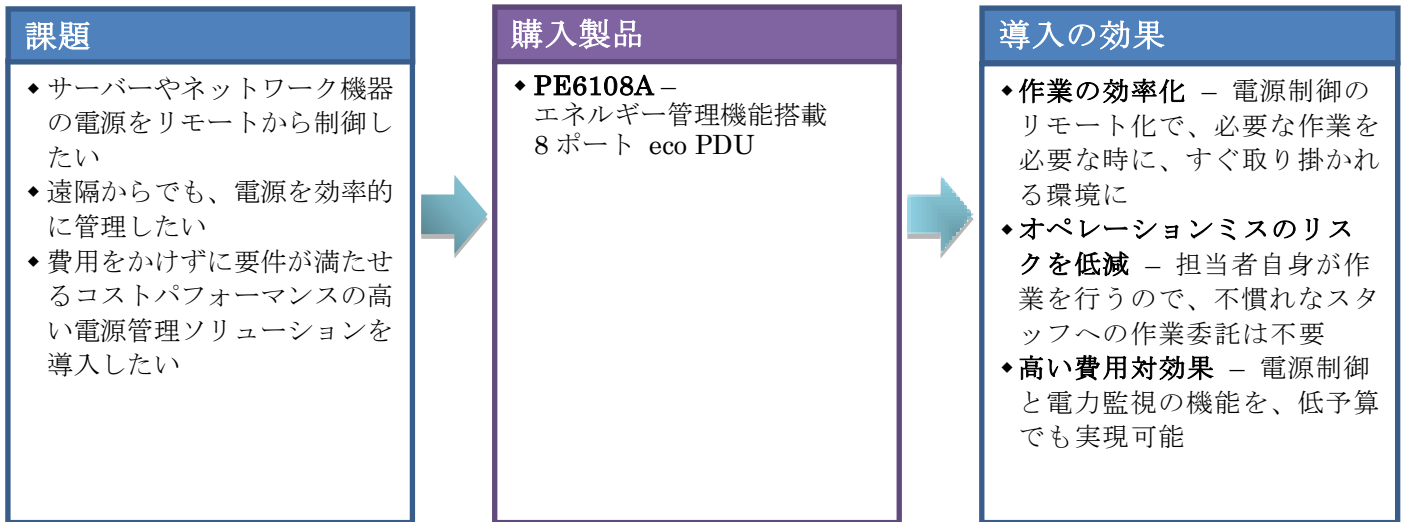 課題
◆サーバーやネットワーク機器
の電源をリモートから制御し
たい
◆遠隔からでも、電源を効率的
に管理したい
◆費用をかけずに要件が満たせ
るコストパフォーマンスの高
い電源管理ソリューションを
導入したい
購入製品
◆PE6108A –
エネルギー管理機能搭載
8 ポート eco PDU
導入の効果
◆作業の効率化 – 電源制御の
リモート化で、必要な作業を
必要な時に、すぐ取り掛かれ
る環境に
◆オペレーションミスのリス
クを低減 – 担当者自身が作
業を行うので、不慣れなスタ
ッフへの作業委託は不要
◆高い費用対効果 – 電源制御
と電力監視の機能を、低予算
でも実現可能